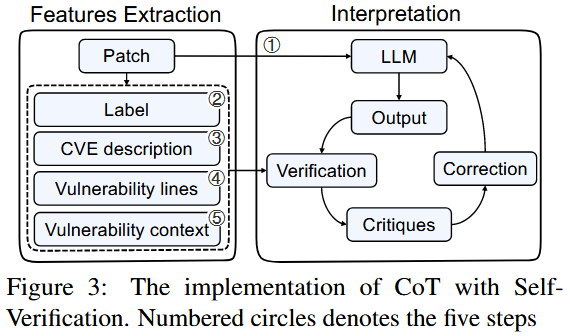 Features Extraction
Interpretation
Patch
①
LLM
Label
②
CVE description
③
Vulnerability lines
④
Vulnerability context
⑤
Output
Verification
Correction
Critiques
Figure 3: The implementation of CoT with Self-
Verification. Numbered circles denotes the five steps